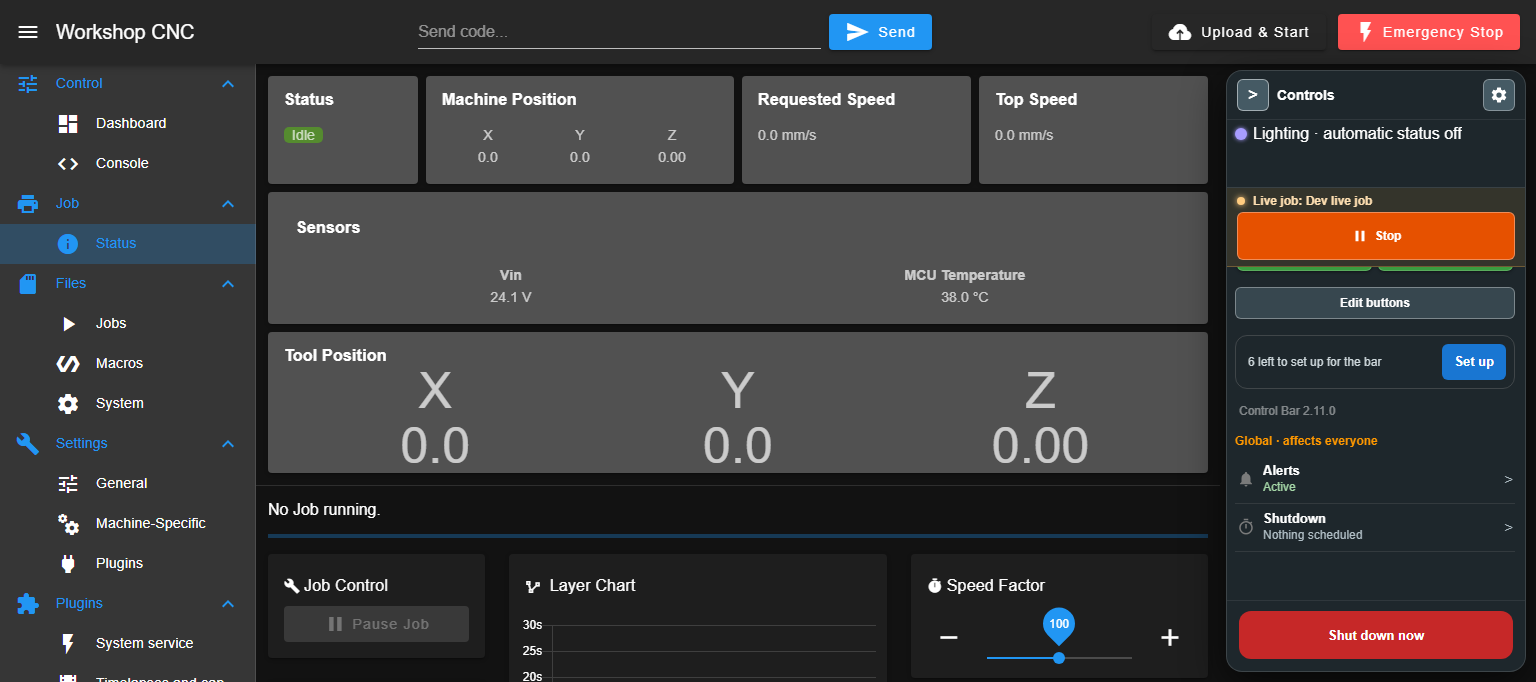 Workshop CNC
Send code...
Send
Upload & Start
Emergency Stop
Control
Dashboard
Console
Job
Status
Files
Jobs
Macros
System
Settings
General
Machine-Specific
Plugins
Plugins
System service
Status
Idle
Machine Position
X Y Z
0.0 0.0 0.00
Requested Speed
0.0 mm/s
Top Speed
0.0 mm/s
Sensors
Vin MCU Temperature
24.1 V 38.0 °C
Tool Position
X Y Z
0.0 0.0 0.00
No Job running.
Job Control
Pause Job
Layer Chart
30s
25s
20s
Speed Factor
100
> Controls
Lighting · automatic status off
Live job: Dev live job
Stop
Edit buttons
6 left to set up for the bar
Set up
Control Bar 2.11.0
Global · affects everyone
Alerts
Active
>
Shutdown
Nothing scheduled
>
Shut down now